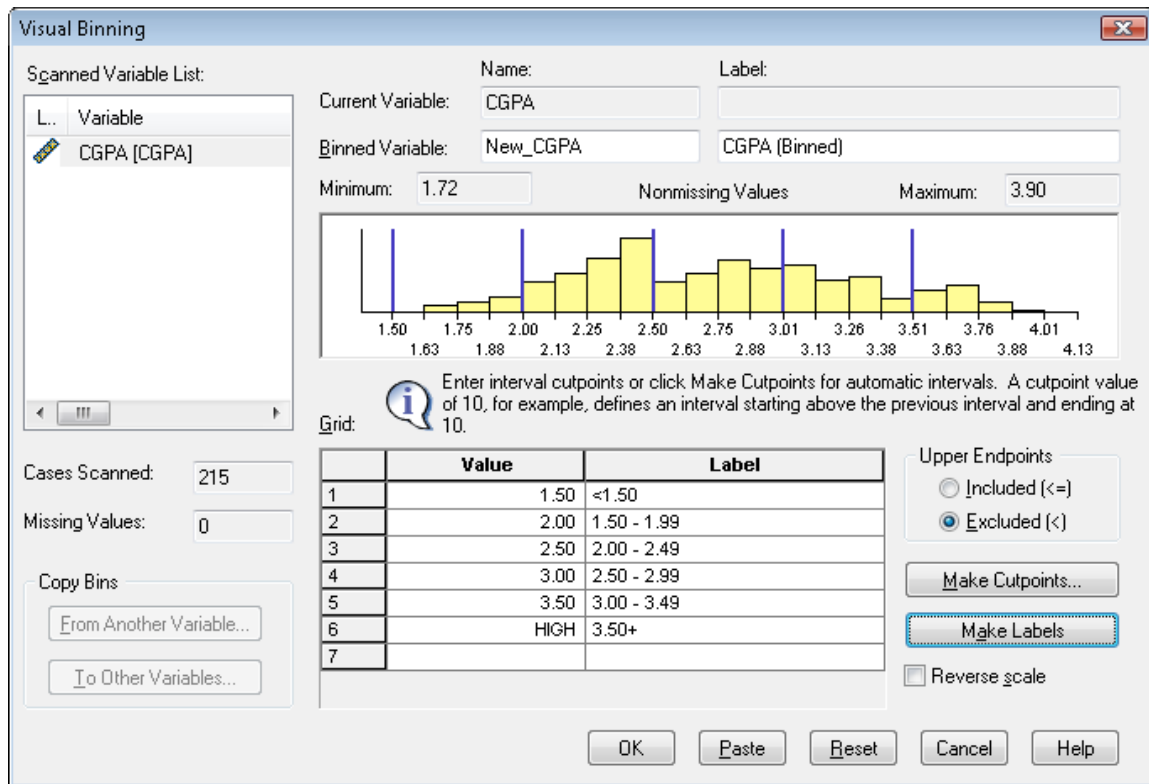 Visual Binning
Scanned Variable List:
L.. Variable
CGPA [CGPA]
Cases Scanned: 215
Missing Values: 0
Copy Bins
From Another Variable...
To Other Variables...
Name: Label:
Current Variable: CGPA
Binned Variable: New_CGPA CGPA (Binned)
Minimum: 1.72 Nonmissing Values Maximum: 3.90
1.50 1.75 2.00 2.25 2.50 2.75 3.01 3.26 3.51 3.76 4.01
1.63 1.88 2.13 2.38 2.63 2.88 3.13 3.38 3.63 3.88 4.13
Enter interval cutpoints or click Make Cutpoints for automatic intervals. A cutpoint value
of 10, for example, defines an interval starting above the previous interval and ending at
10.
Grid:
Value Label
1 1.50 <1.50
2 2.00 1.50 - 1.99
3 2.50 2.00 - 2.49
4 3.00 2.50 - 2.99
5 3.50 3.00 - 3.49
6 HIGH 3.50+
7
Upper Endpoints
Included (<=)
Excluded (<)
Make Cutpoints...
Make Labels
Reverse scale
OK Paste Reset Cancel Help